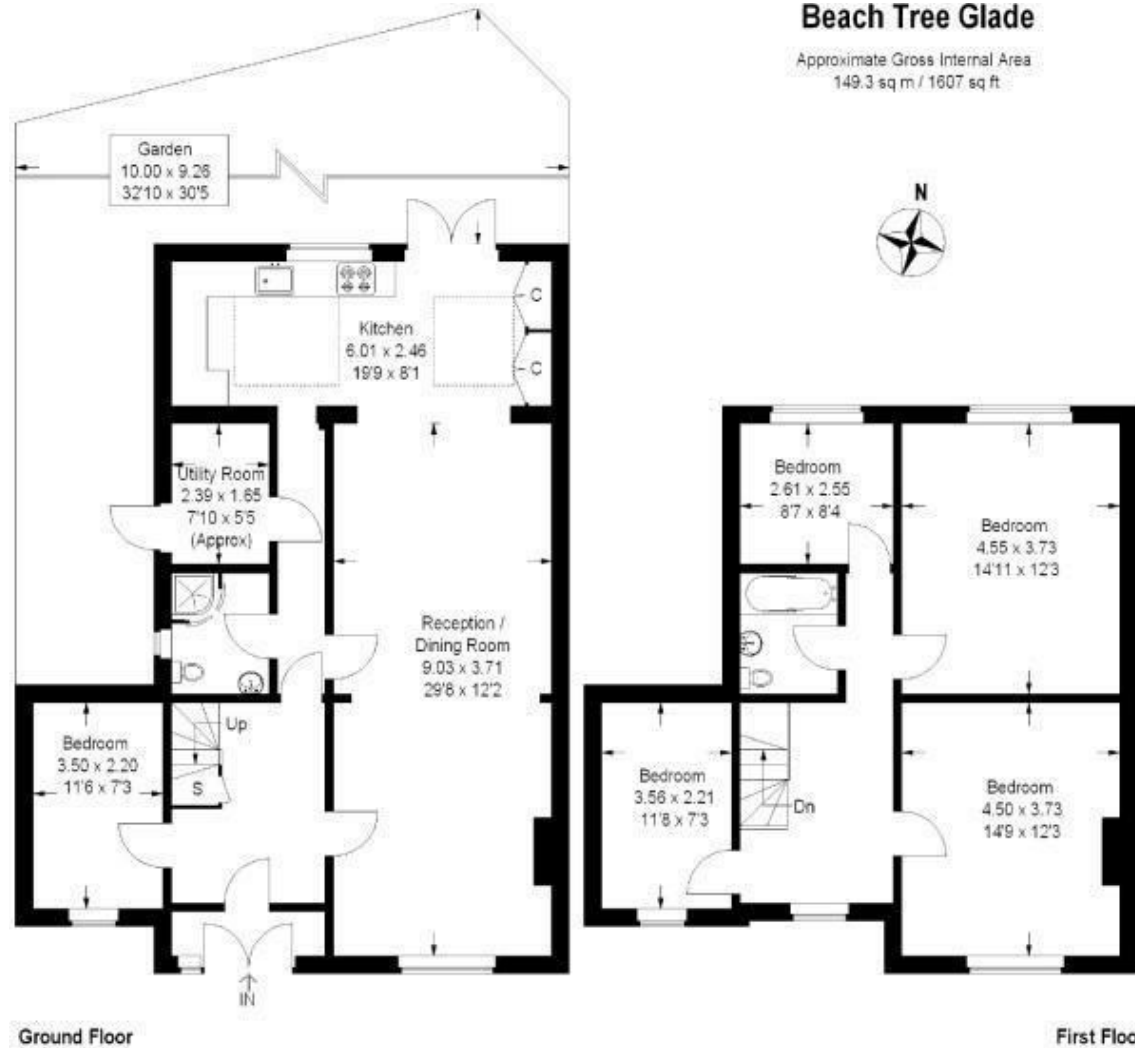 Beach Tree Glade
Approximate Gross Internal Area
149.3 sq m / 1607 sq ft
N
Garden
10.00 x 9.26
32'10 x 30'5
Kitchen
6.01 x 2.46
19'9 x 8'1
C
C
Utility Room
2.39 x 1.65
7'10 x 5'5
(Approx)
Reception /
Dining Room
9.03 x 3.71
29'8 x 12'2
Up
S
Bedroom
3.50 x 2.20
11'6 x 7'3
IN
Ground Floor
Bedroom
2.61 x 2.55
8'7 x 8'4
Bedroom
4.55 x 3.73
14'11 x 12'3
Bedroom
3.56 x 2.21
11'8 x 7'3
Dn
Bedroom
4.50 x 3.73
14'9 x 12'3
First Floo